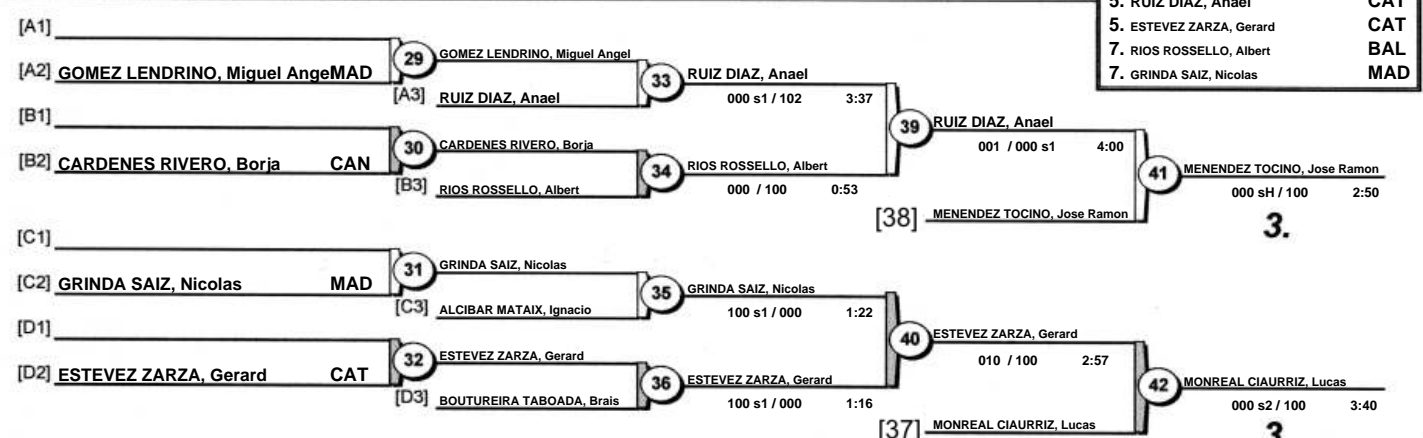 5. RUIZ DIAZ, Anael CAT
5. ESTEVEZ ZARZA, Gerard CAT
7. RIOS ROSSELLO, Albert BAL
7. GRINDA SAIZ, Nicolas MAD
[A1]
[A2] GOMEZ LENDRINO, Miguel Ange MAD
29
GOMEZ LENDRINO, Miguel Angel
[A3] RUIZ DIAZ, Anael
33
RUIZ DIAZ, Anael
000 s1 / 102 3:37
[B1]
[B2] CARDENES RIVERO, Borja CAN
30
CARDENES RIVERO, Borja
[B3] RIOS ROSSELLO, Albert
34
RIOS ROSSELLO, Albert
000 / 100 0:53
39
RUIZ DIAZ, Anael
001 / 000 s1 4:00
[38] MENENDEZ TOCINO, Jose Ramon
41
MENENDEZ TOCINO, Jose Ramon
000 sH / 100 2:50
3.
[C1]
[C2] GRINDA SAIZ, Nicolas MAD
31
GRINDA SAIZ, Nicolas
[C3] ALCIBAR MATAIX, Ignacio
35
GRINDA SAIZ, Nicolas
100 s1 / 000 1:22
[D1]
[D2] ESTEVEZ ZARZA, Gerard CAT
32
ESTEVEZ ZARZA, Gerard
[D3] BOUTUREIRA TABOADA, Brais
36
ESTEVEZ ZARZA, Gerard
100 s1 / 000 1:16
40
ESTEVEZ ZARZA, Gerard
010 / 100 2:57
[37] MONREAL CIAURRIZ, Lucas
42
MONREAL CIAURRIZ, Lucas
000 s2 / 100 3:40
3